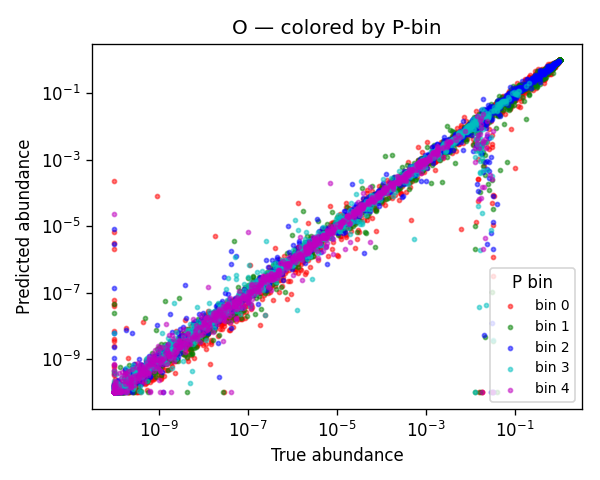 O — colored by P-bin
Predicted abundance
10⁻¹
10⁻³
10⁻⁵
10⁻⁷
10⁻⁹
P bin
bin 0
bin 1
bin 2
bin 3
bin 4
10⁻⁹ 10⁻⁷ 10⁻⁵ 10⁻³ 10⁻¹
True abundance